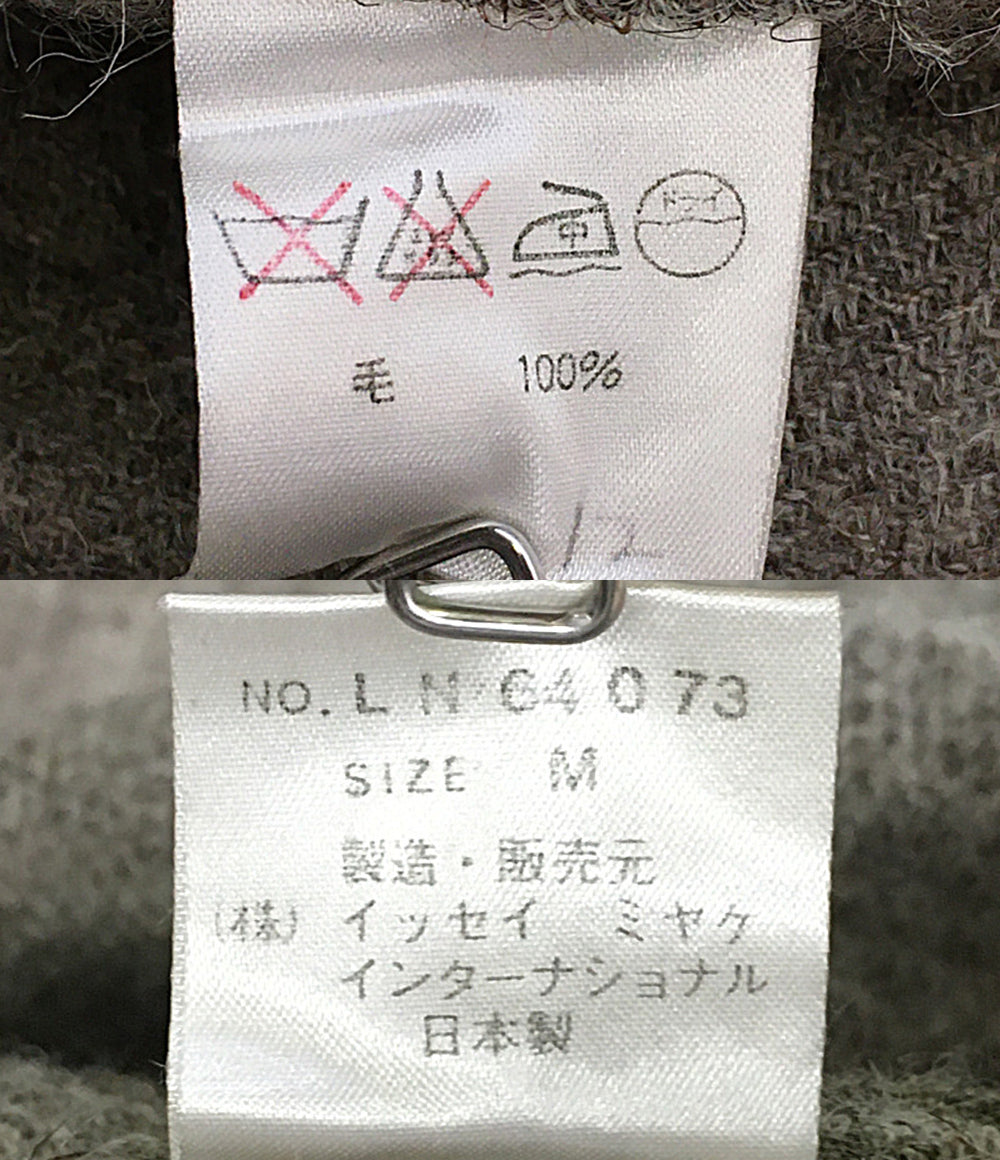 中 ドライ
毛 100%
NO. LN 64 0 73
SIZE M
製造・販売元
(株) イッセイ ミヤケ
インターナショナル
日本製